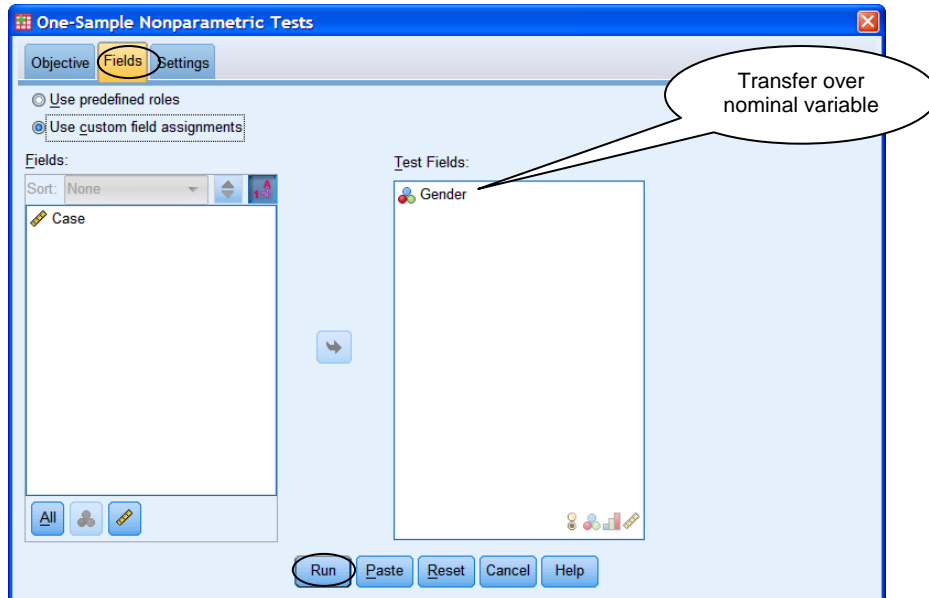 One-Sample Nonparametric Tests
Objective Fields Settings
Use predefined roles
Use custom field assignments
Transfer over
nominal variable
Fields:
Test Fields:
Sort: None
Gender
Case
All
Run Paste Reset Cancel Help